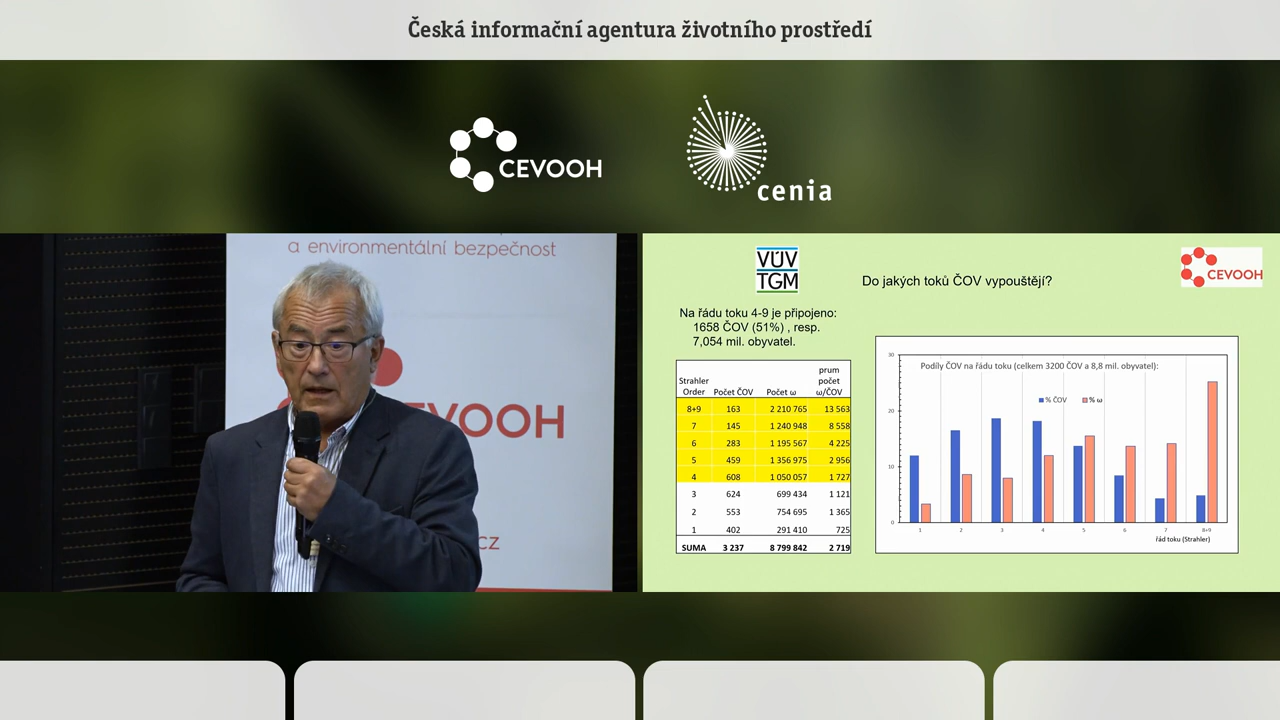 Česká informační agentura životního prostředí
CEVOOH
cenia
a environmentální bezpečnost
CEVOOH
cz
VÚV
TGM
Do jakých toků ČOV vypouštějí?
CEVOOH
Na řádu toku 4-9 je připojeno:
1658 ČOV (51%) , resp.
7,054 mil. obyvatel.
Strahler Order Počet ČOV Počet ω prum počet ω/ČOV
8+9 163 2 210 765 13 563
7 145 1 240 948 8 558
6 283 1 195 567 4 225
5 459 1 356 975 2 956
4 608 1 050 057 1 727
3 624 699 434 1 121
2 553 754 695 1 365
1 402 291 410 725
SUMA 3 237 8 799 842 2 719
Podíly ČOV na řádu toku (celkem 3200 ČOV a 8,8 mil. obyvatel):
% ČOV % ω
30
20
10
0
1 2 3 4 5 6 7 8+9
řád toku (Strahler)